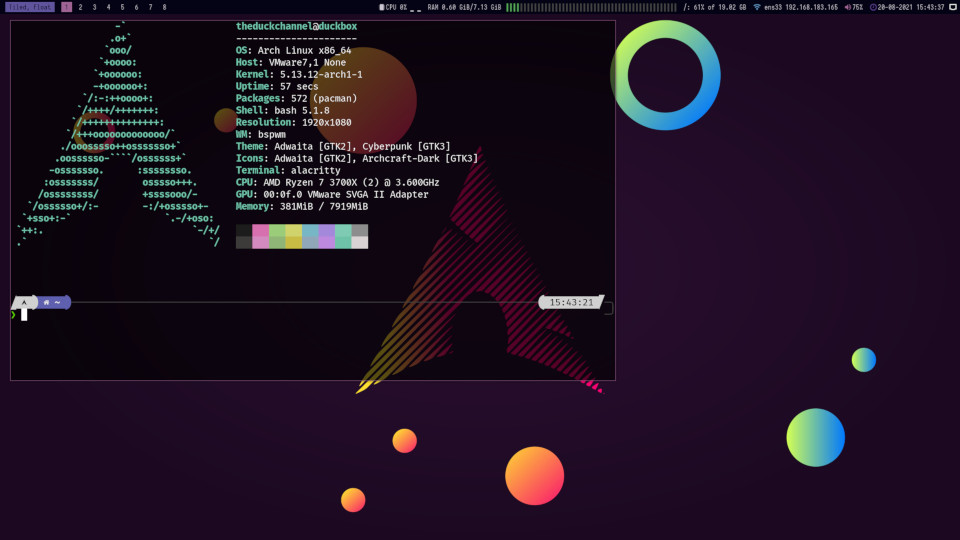 tiled, float 1 2 3 4 5 6 7 8 CPU 0% RAM 0.60 GiB/7.13 GiB /: 61% of 19.02 GB ens33 192.168.183.165 75% 20-08-2021 15:43:37
theduckchannel@duckbox
----------------------
OS: Arch Linux x86_64
Host: VMware7,1 None
Kernel: 5.13.12-arch1-1
Uptime: 57 secs
Packages: 572 (pacman)
Shell: bash 5.1.8
Resolution: 1920x1080
WM: bspwm
Theme: Adwaita [GTK2], Cyberpunk [GTK3]
Icons: Adwaita [GTK2], Archcraft-Dark [GTK3]
Terminal: alacritty
CPU: AMD Ryzen 7 3700X (2) @ 3.600GHz
GPU: 00:0f.0 VMware SVGA II Adapter
Memory: 381MiB / 7919MiB
# ~ 15:43:21
❯